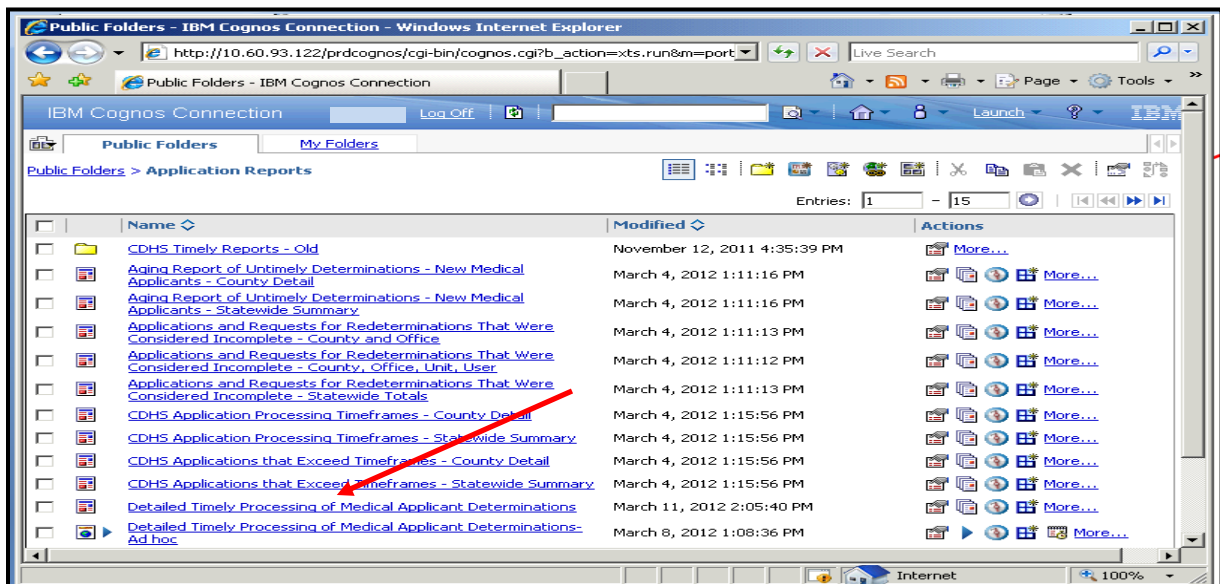 Public Folders - IBM Cognos Connection - Windows Internet Explorer
http://10.60.93.122/prdcognos/cgi-bin/cognos.cgi?b_action=xts.run&m=port
Live Search
Public Folders - IBM Cognos Connection
Page
Tools
»
IBM Cognos Connection
Log Off
Launch
?
IBM
Public Folders
My Folders
Public Folders > Application Reports
Entries: 1 - 15
Name
Modified
Actions
CDHS Timely Reports - Old
November 12, 2011 4:35:39 PM
More...
Aging Report of Untimely Determinations - New Medical
Applicants - County Detail
March 4, 2012 1:11:16 PM
More...
Aging Report of Untimely Determinations - New Medical
Applicants - Statewide Summary
March 4, 2012 1:11:16 PM
More...
Applications and Requests for Redeterminations That Were
Considered Incomplete - County and Office
March 4, 2012 1:11:13 PM
More...
Applications and Requests for Redeterminations That Were
Considered Incomplete - County, Office, Unit, User
March 4, 2012 1:11:12 PM
More...
Applications and Requests for Redeterminations That Were
Considered Incomplete - Statewide Totals
March 4, 2012 1:11:13 PM
More...
CDHS Application Processing Timeframes - County Detail
March 4, 2012 1:15:56 PM
More...
CDHS Application Processing Timeframes - Statewide Summary
March 4, 2012 1:15:56 PM
More...
CDHS Applications that Exceed Timeframes - County Detail
March 4, 2012 1:15:56 PM
More...
CDHS Applications that Exceed Timeframes - Statewide Summary
March 4, 2012 1:15:56 PM
More...
Detailed Timely Processing of Medical Applicant Determinations
March 11, 2012 2:05:40 PM
More...
Detailed Timely Processing of Medical Applicant Determinations-
Ad hoc
March 8, 2012 1:08:36 PM
More...
Internet
100%